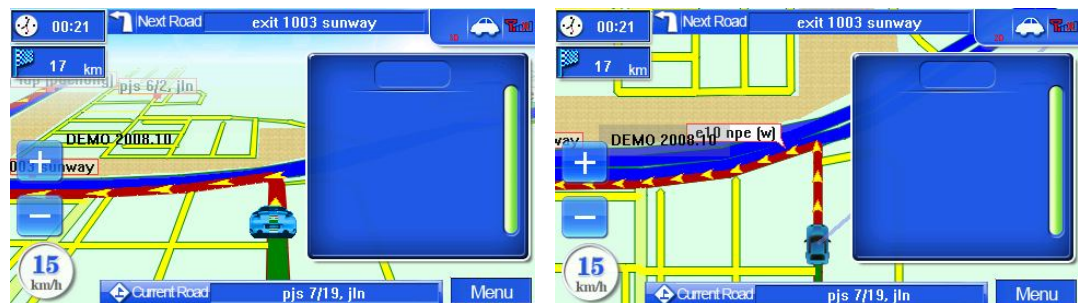 00:21
Next Road
exit 1003 sunway
17 km
pjs 6/2, jln
DEMO 2008.10
003 sunway
15
km/h
Current Road
pjs 7/19, jln
Menu
00:21
Next Road
exit 1003 sunway
17 km
way
DEMO 2008.10
e10 npe (w)
15
km/h
Current Road
pjs 7/19, jln
Menu